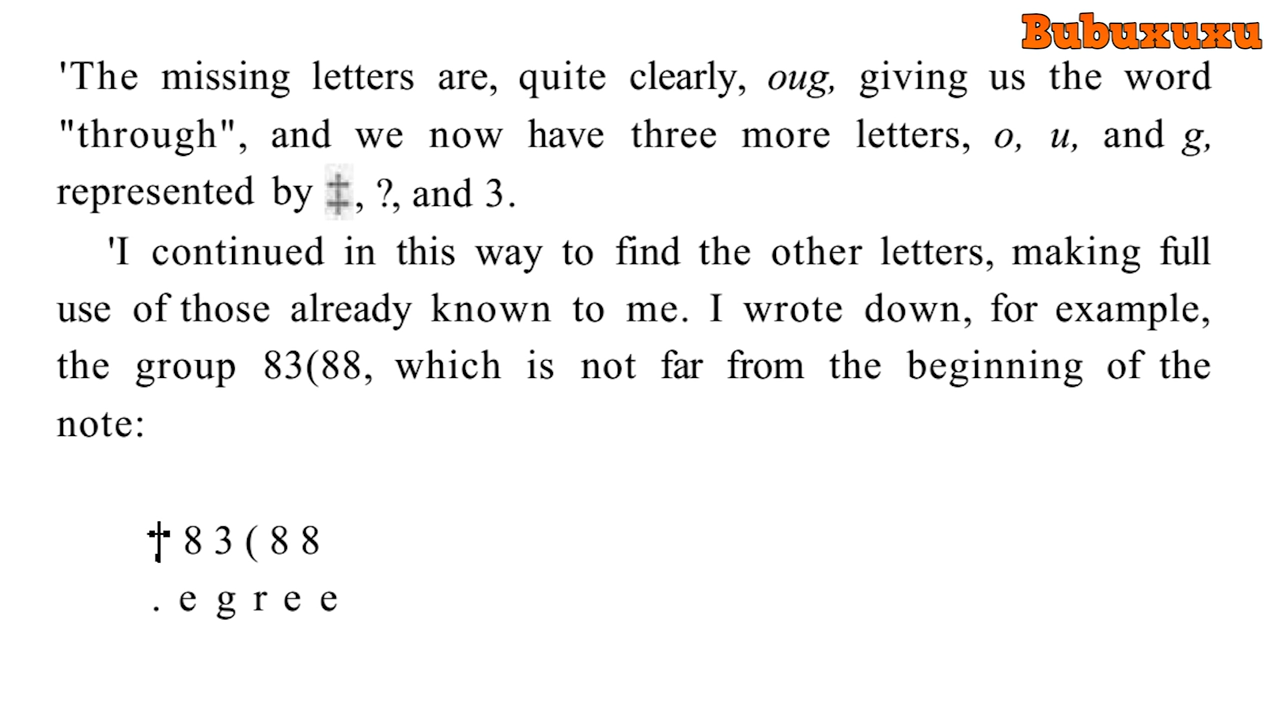 Bubuxuxu
'The missing letters are, quite clearly, oug, giving us the word
"through", and we now have three more letters, o, u, and g,
represented by ‡, ?, and 3.
'I continued in this way to find the other letters, making full
use of those already known to me. I wrote down, for example,
the group 83(88, which is not far from the beginning of the
note:
† 8 3 ( 8 8
. e g r e e